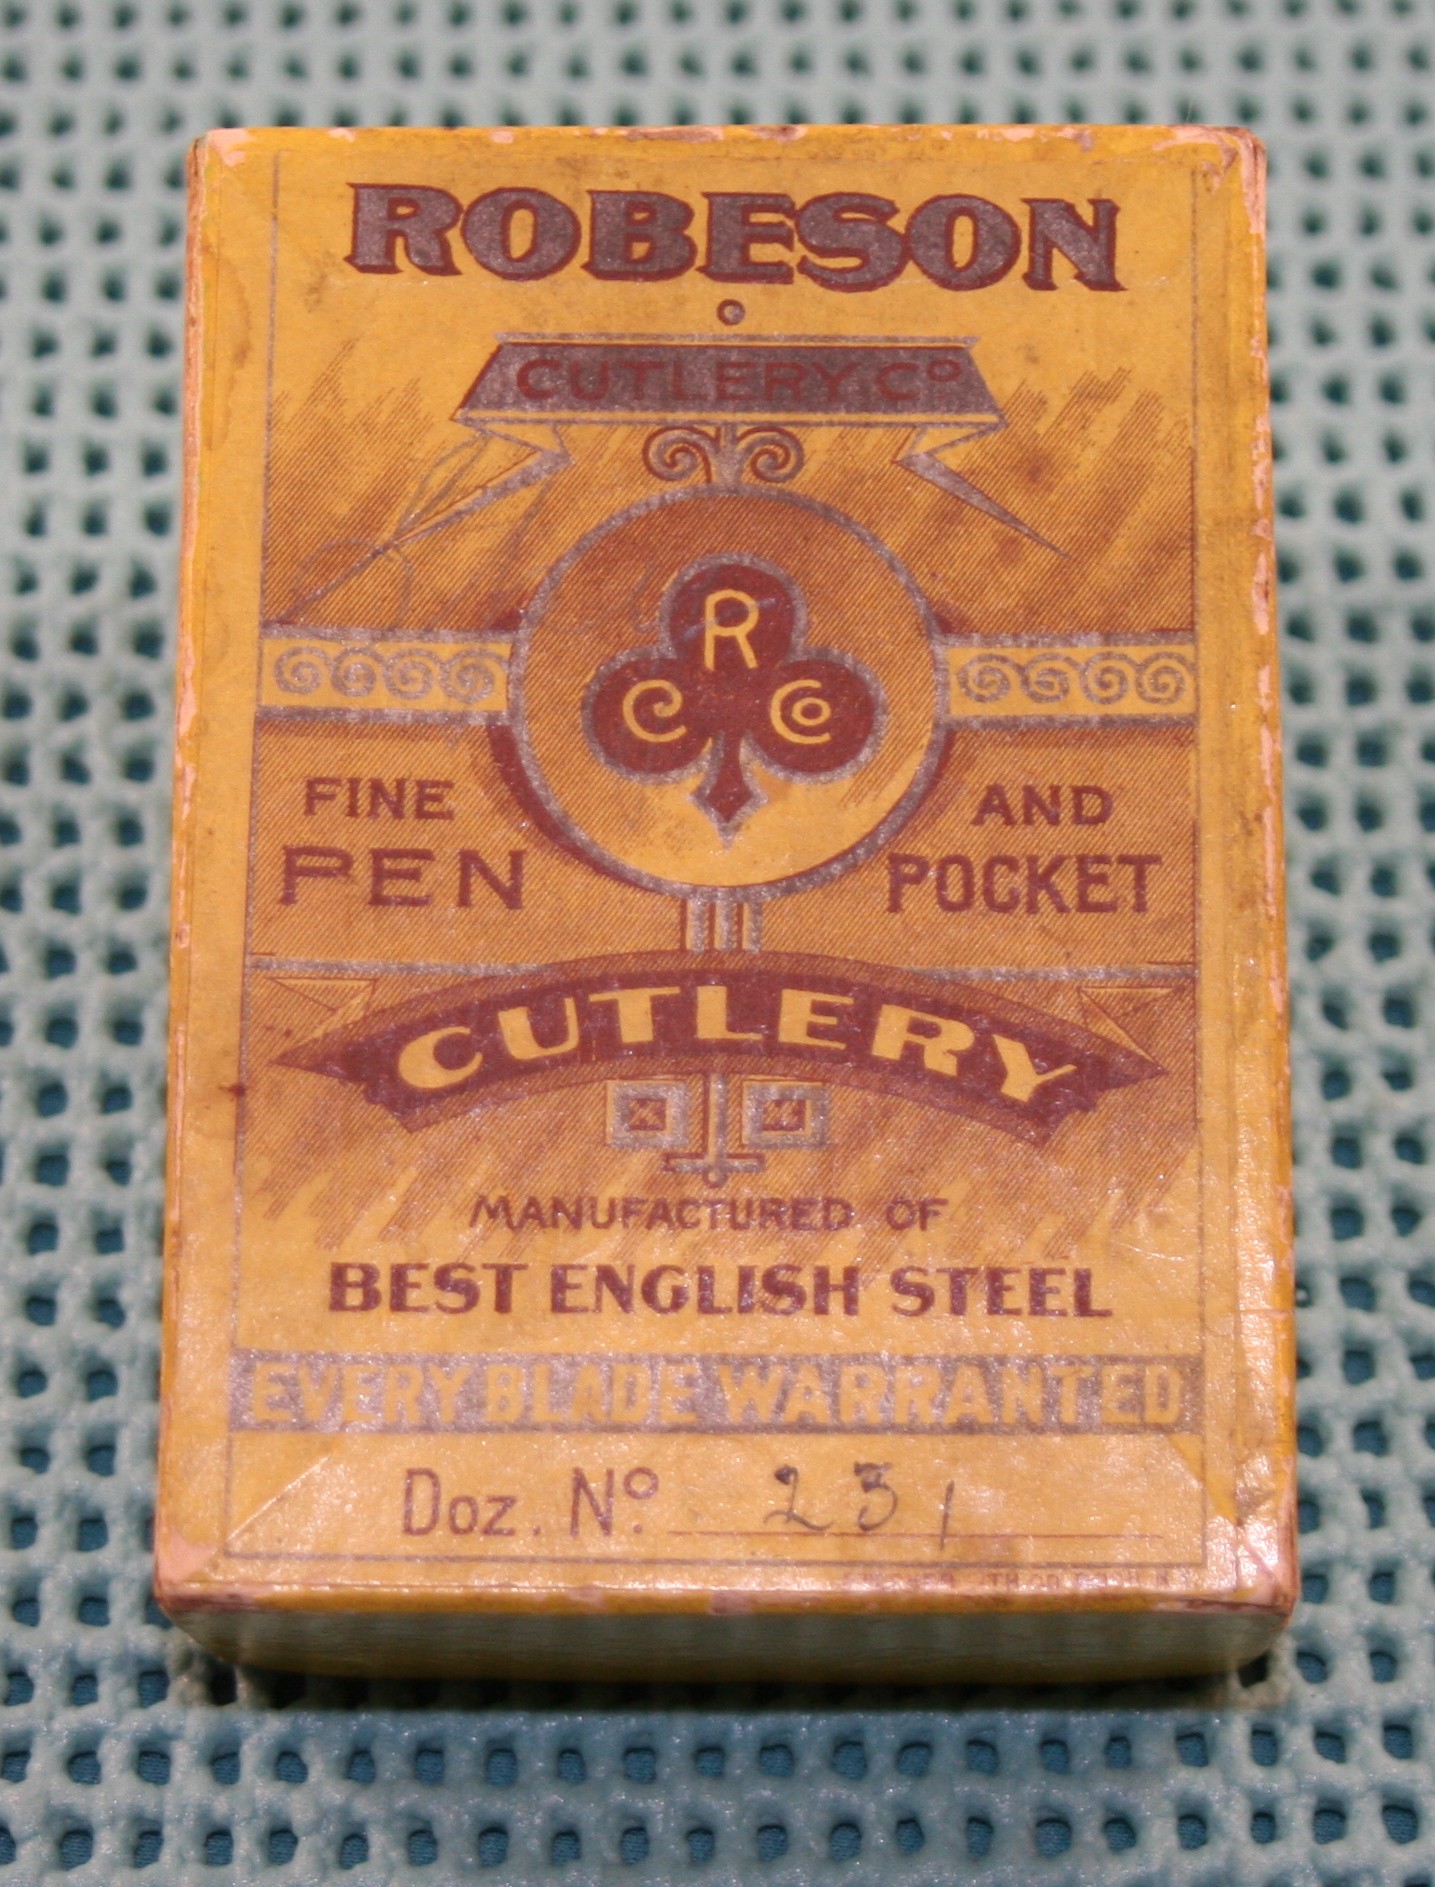 ROBESON
CUTLERY Cº
R
C Co
FINE PEN
AND POCKET
CUTLERY
MANUFACTURED OF
BEST ENGLISH STEEL
EVERY BLADE WARRANTED
Doz. Nº. 231